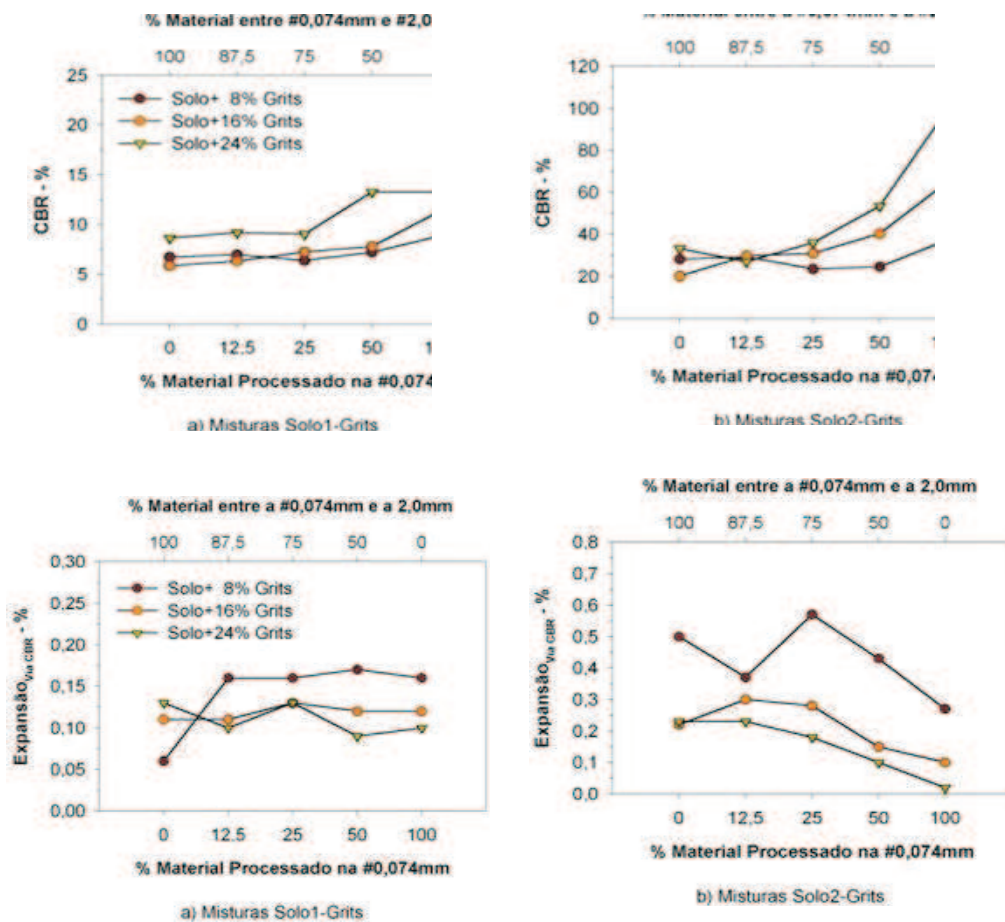 % Material entre #0,074mm e #2,0
100 87,5 75 50
25
20
15
10
5
0
CBR - %
Solo+ 8% Grits
Solo+16% Grits
Solo+24% Grits
0 12,5 25 50 1
% Material Processado na #0,074
a) Misturas Solo1-Grits
100 87,5 75 50
120
100
80
60
40
20
0
CBR - %
0 12,5 25 50
% Material Processado na #0,07
b) Misturas Solo2-Grits
% Material entre a #0,074mm e a 2,0mm
100 87,5 75 50 0
0,30
0,25
0,20
0,15
0,10
0,05
0,00
Expansão Via CBR - %
Solo+ 8% Grits
Solo+16% Grits
Solo+24% Grits
0 12,5 25 50 100
% Material Processado na #0,074mm
a) Misturas Solo1-Grits
% Material entre a #0,074mm e a 2,0mm
100 87,5 75 50 0
0,8
0,7
0,6
0,5
0,4
0,3
0,2
0,1
0,0
Expansão Via CBR - %
0 12,5 25 50 100
% Material Processado na #0,074mm
b) Misturas Solo2-Grits